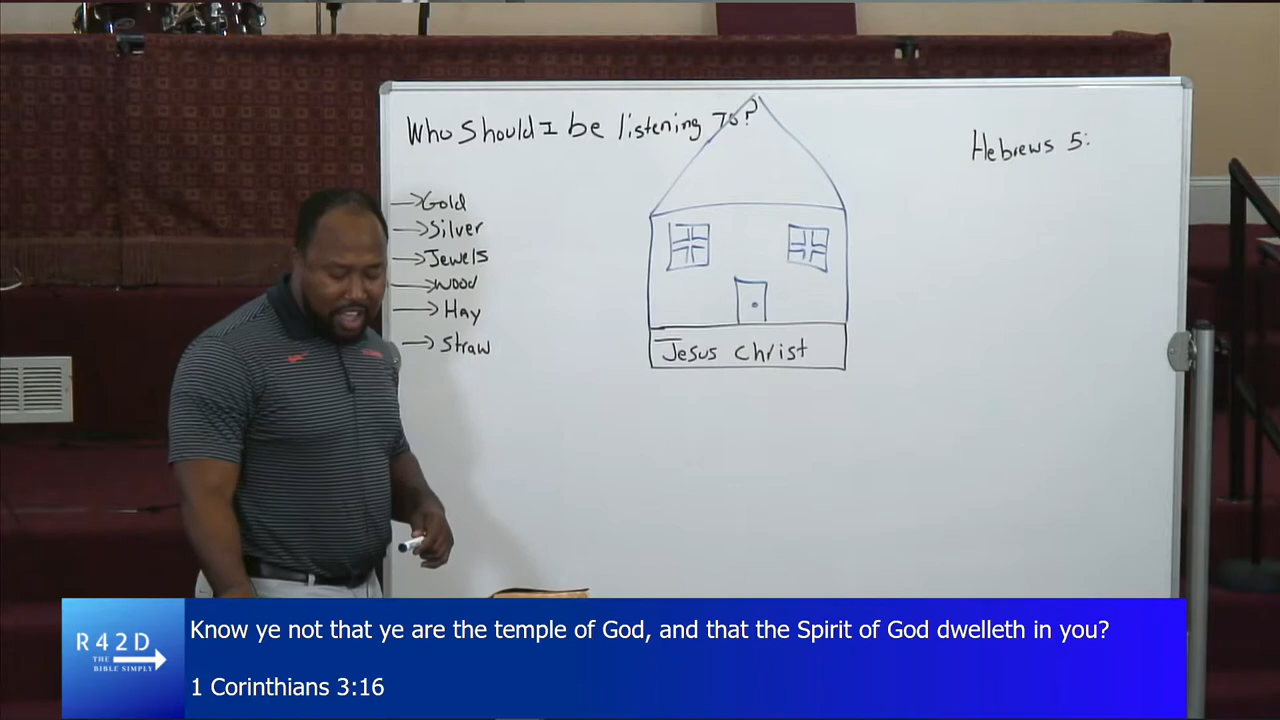 Who Should I be listening To?
Hebrews 5:
→Gold
→Silver
→Jewels
→Wood
→Hay
→Straw
Jesus Christ
R42D
THE
BIBLE SIMPLY
Know ye not that ye are the temple of God, and that the Spirit of God dwelleth in you?
1 Corinthians 3:16